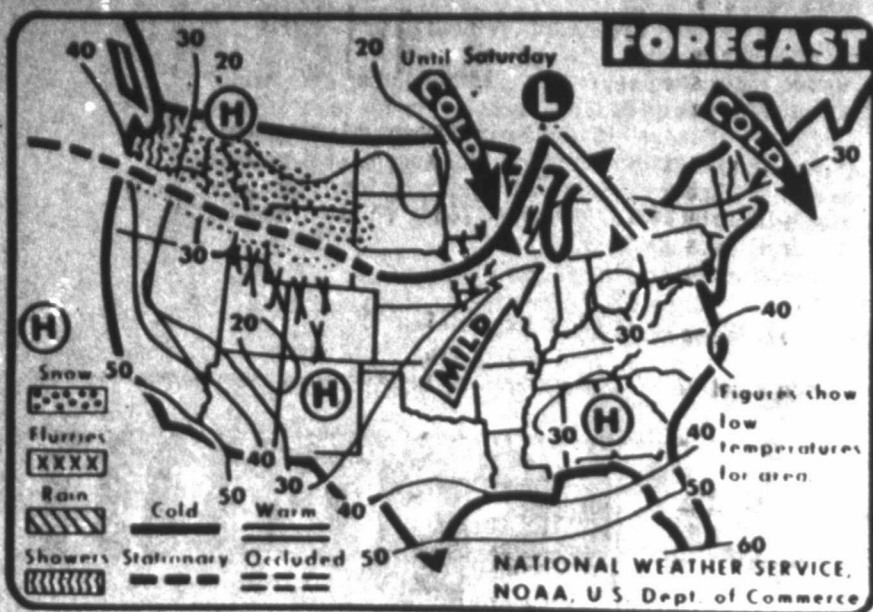 FORECAST
Until Saturday
40
30
20
20
COLD
L
COLD
H
30
30
H
20
MILD
30
40
50
H
30
H
Figures show
low
temperatures
for area.
40
50
60
40
50
30
40
50
Snow
Flurries
XXXX
Rain
Showers
Cold
Warm
Stationary
Occluded
NATIONAL WEATHER SERVICE,
NOAA, U.S. Dept. of Commerce